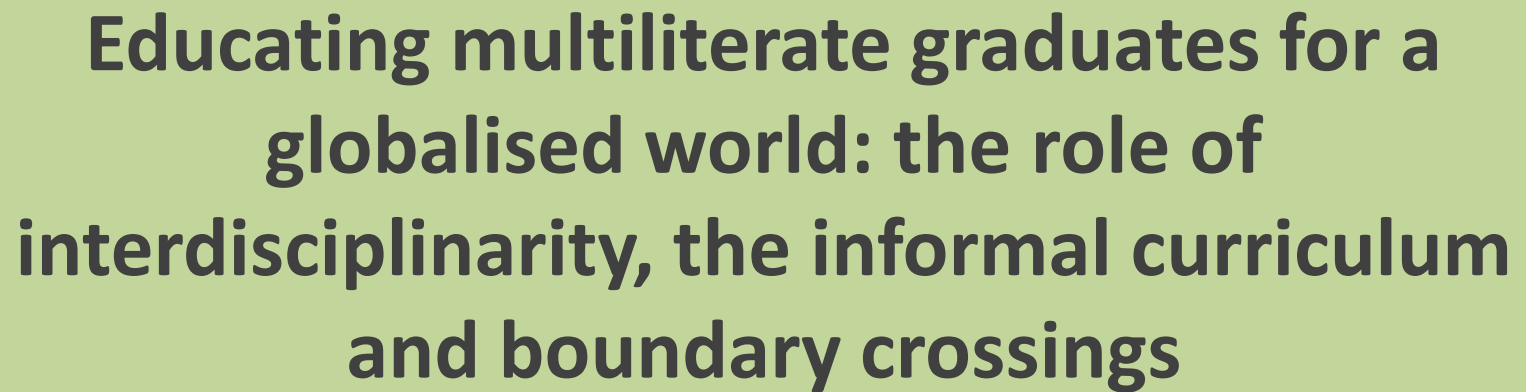 Educating multiliterate graduates for a
globalised world: the role of
interdisciplinarity, the informal curriculum
and boundary crossings